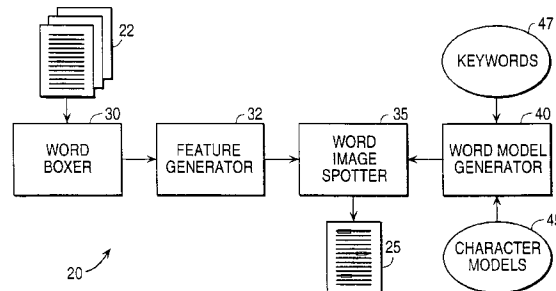 22
47
KEYWORDS
30
32
35
40
WORD
BOXER
FEATURE
GENERATOR
WORD
IMAGE
SPOTTER
WORD MODEL
GENERATOR
25
20
CHARACTER
MODELS